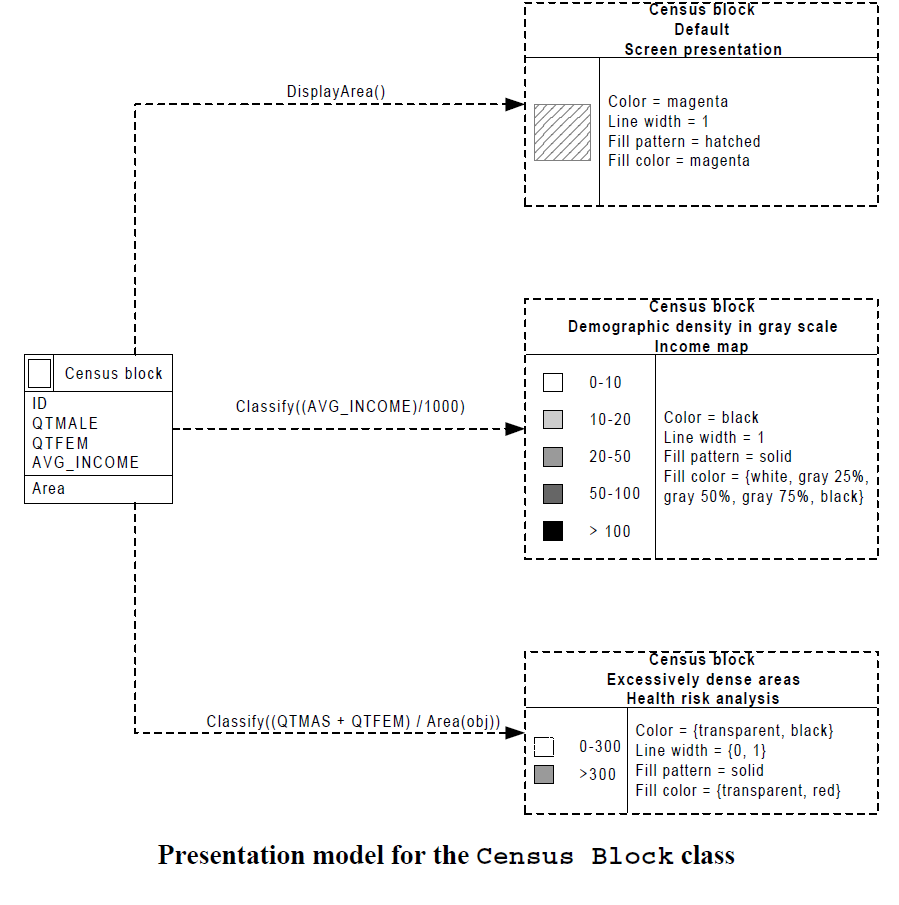 Census block
Default
Screen presentation
DisplayArea()
Color = magenta
Line width = 1
Fill pattern = hatched
Fill color = magenta
Census block
Demographic density in gray scale
Income map
Census block
ID
QTMALE
QTFEM
AVG_INCOME
Area
Classify((AVG_INCOME)/1000)
0-10
10-20
20-50
50-100
> 100
Color = black
Line width = 1
Fill pattern = solid
Fill color = {white, gray 25%,
gray 50%, gray 75%, black}
Census block
Excessively dense areas
Health risk analysis
Classify((QTMAS + QTFEM) / Area(obj))
0-300
>300
Color = {transparent, black}
Line width = {0, 1}
Fill pattern = solid
Fill color = {transparent, red}
Presentation model for the Census Block class